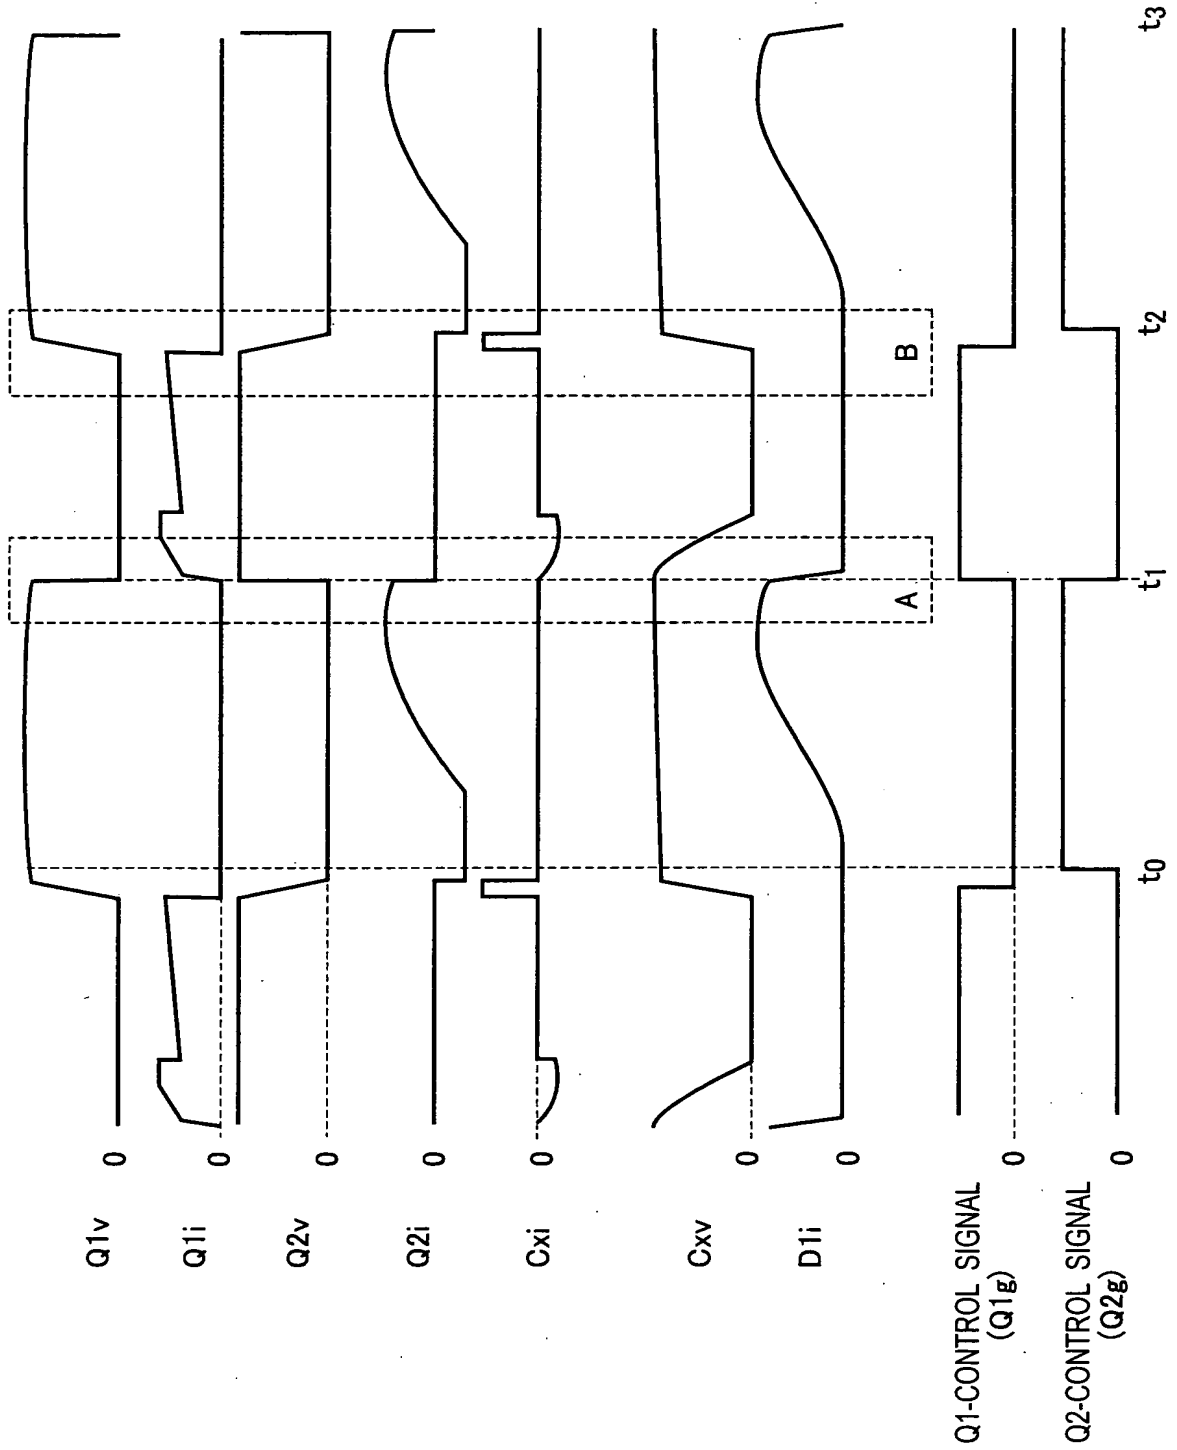 Q1v 0
Q1i 0
Q2v 0
Q2i 0
Cxi 0
Cxv 0
D1i 0
Q1-CONTROL SIGNAL
(Q1g) 0
Q2-CONTROL SIGNAL
(Q2g) 0
A
B
t0 t1 t2 t3